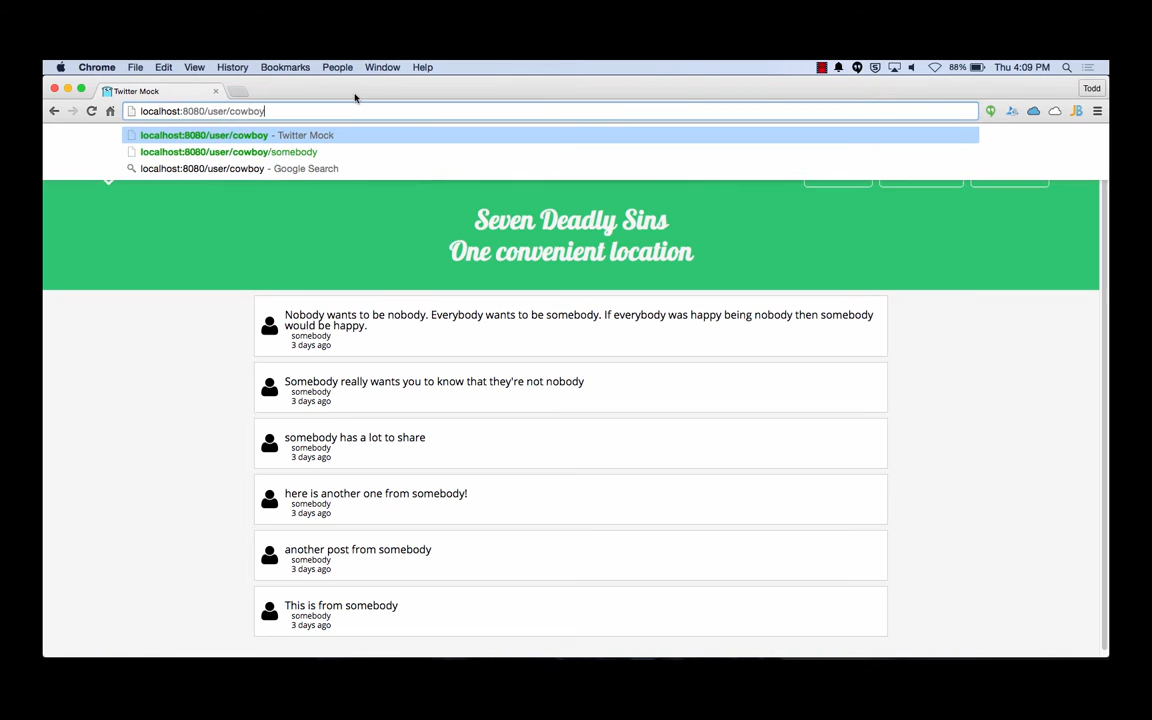 Chrome File Edit View History Bookmarks People Window Help 88% Thu 4:09 PM
Twitter Mock Todd
localhost:8080/user/cowboy
localhost:8080/user/cowboy - Twitter Mock
localhost:8080/user/cowboy/somebody
localhost:8080/user/cowboy - Google Search
Seven Deadly Sins
One convenient location
Nobody wants to be nobody. Everybody wants to be somebody. If everybody was happy being nobody then somebody
would be happy.
somebody
3 days ago
Somebody really wants you to know that they're not nobody
somebody
3 days ago
somebody has a lot to share
somebody
3 days ago
here is another one from somebody!
somebody
3 days ago
another post from somebody
somebody
3 days ago
This is from somebody
somebody
3 days ago